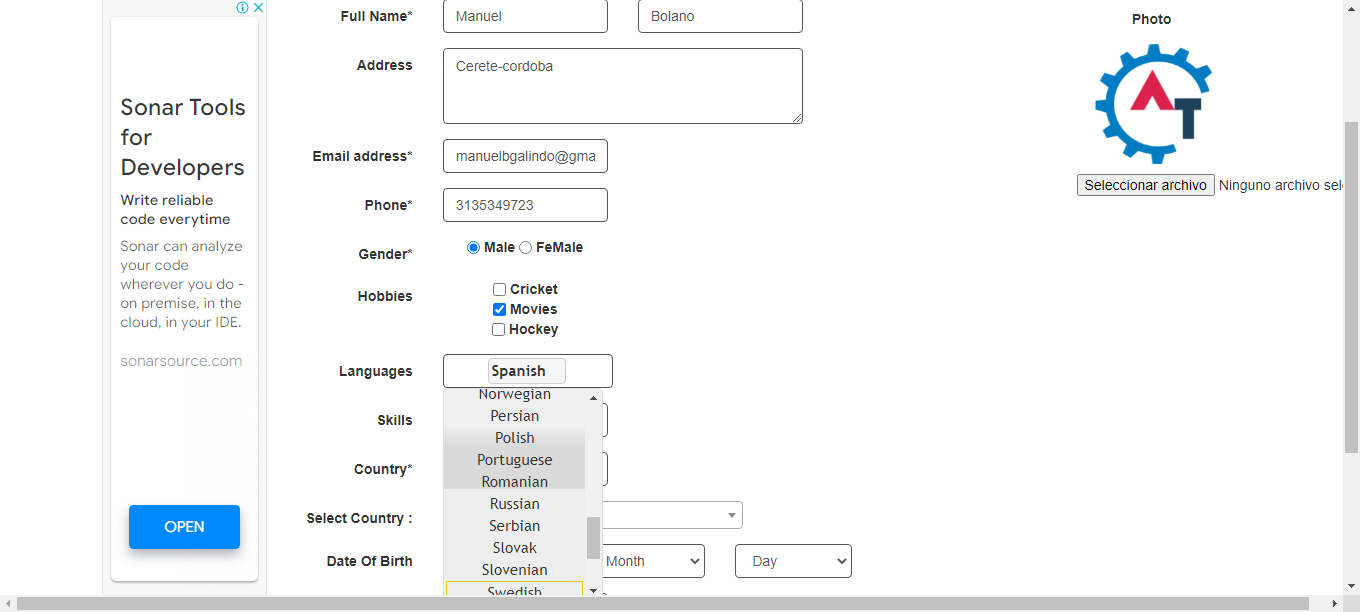 Sonar Tools
for
Developers
Write reliable
code everytime
Sonar can analyze
your code
wherever you do -
on premise, in the
cloud, in your IDE.
sonarsource.com
OPEN
Full Name* Manuel Bolano
Address Cerete-cordoba
Email address* manuelbgalindo@gma
Phone* 3135349723
Gender* Male FeMale
Hobbies Cricket
Movies
Hockey
Languages Spanish
Norwegian
Persian
Skills
Polish
Portuguese
Country*
Romanian
Russian
Select Country :
Serbian
Slovak
Date Of Birth Month Day
Slovenian
Swedish
Photo
AT
Seleccionar archivo Ninguno archivo sel